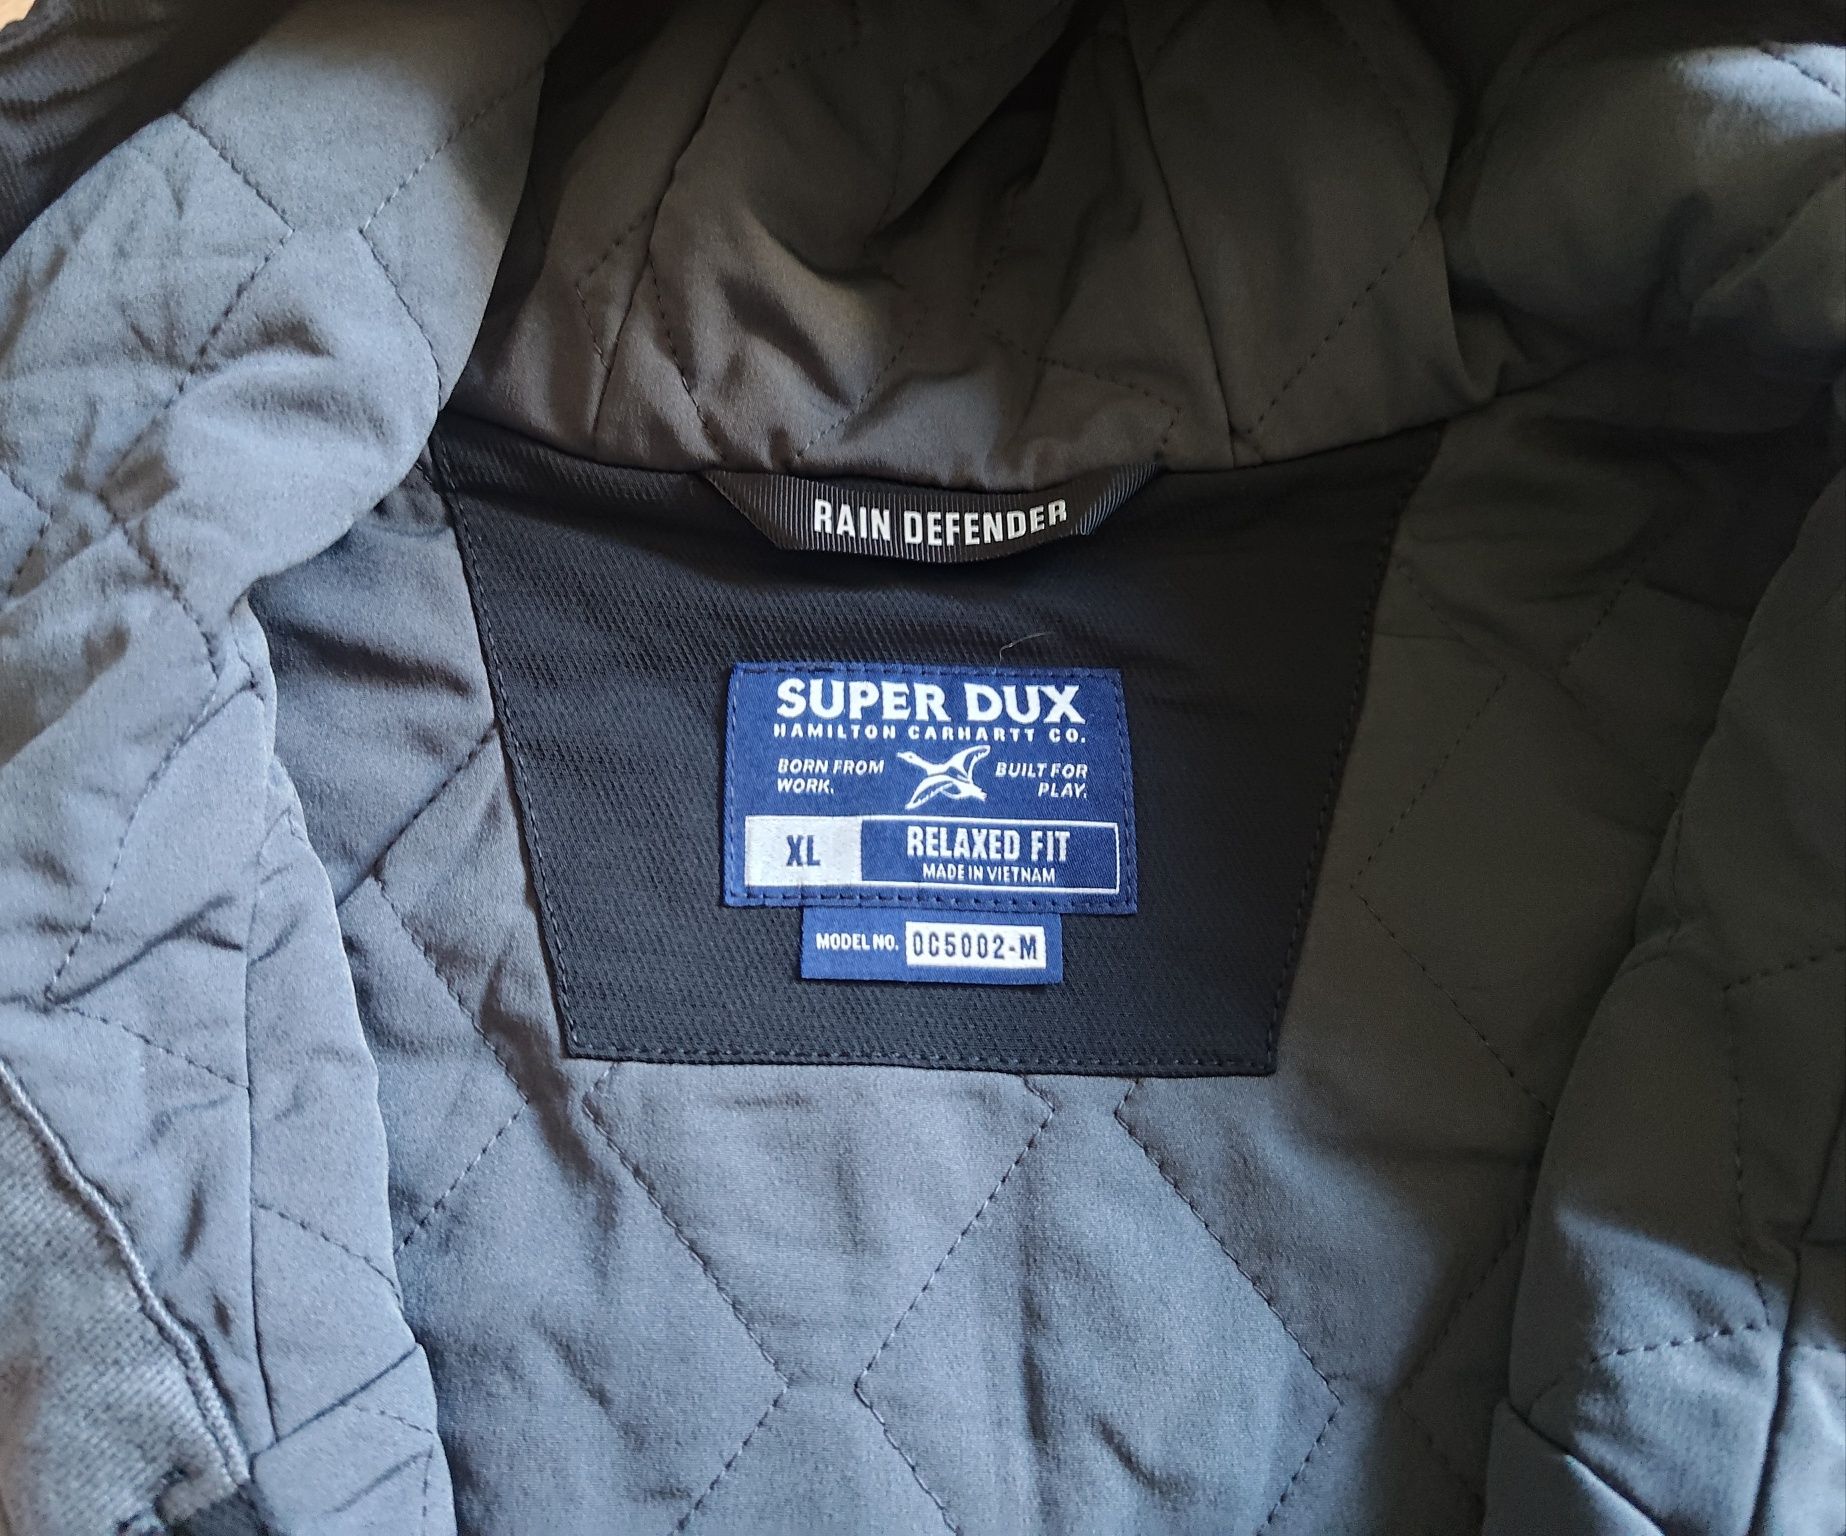 RAIN DEFENDER
SUPER DUX
HAMILTON CARHARTT CO.
BORN FROM
WORK.
BUILT FOR
PLAY.
XL
RELAXED FIT
MADE IN VIETNAM
MODEL NO. 0C5002-M